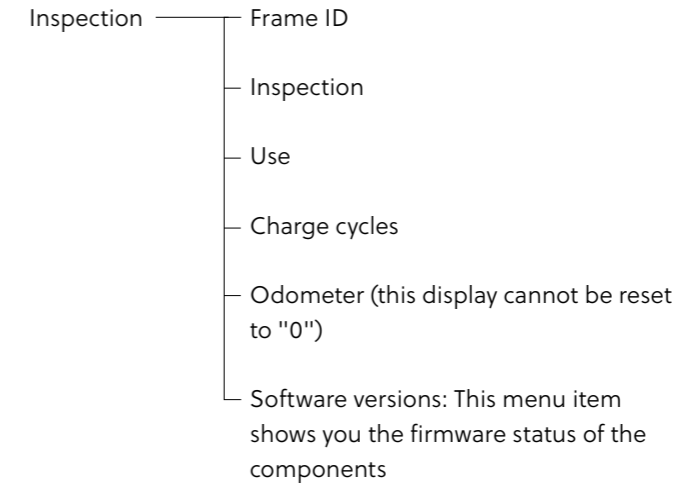 Inspection
Frame ID
Inspection
Use
Charge cycles
Odometer (this display cannot be reset
to "0")
Software versions: This menu item
shows you the firmware status of the
components